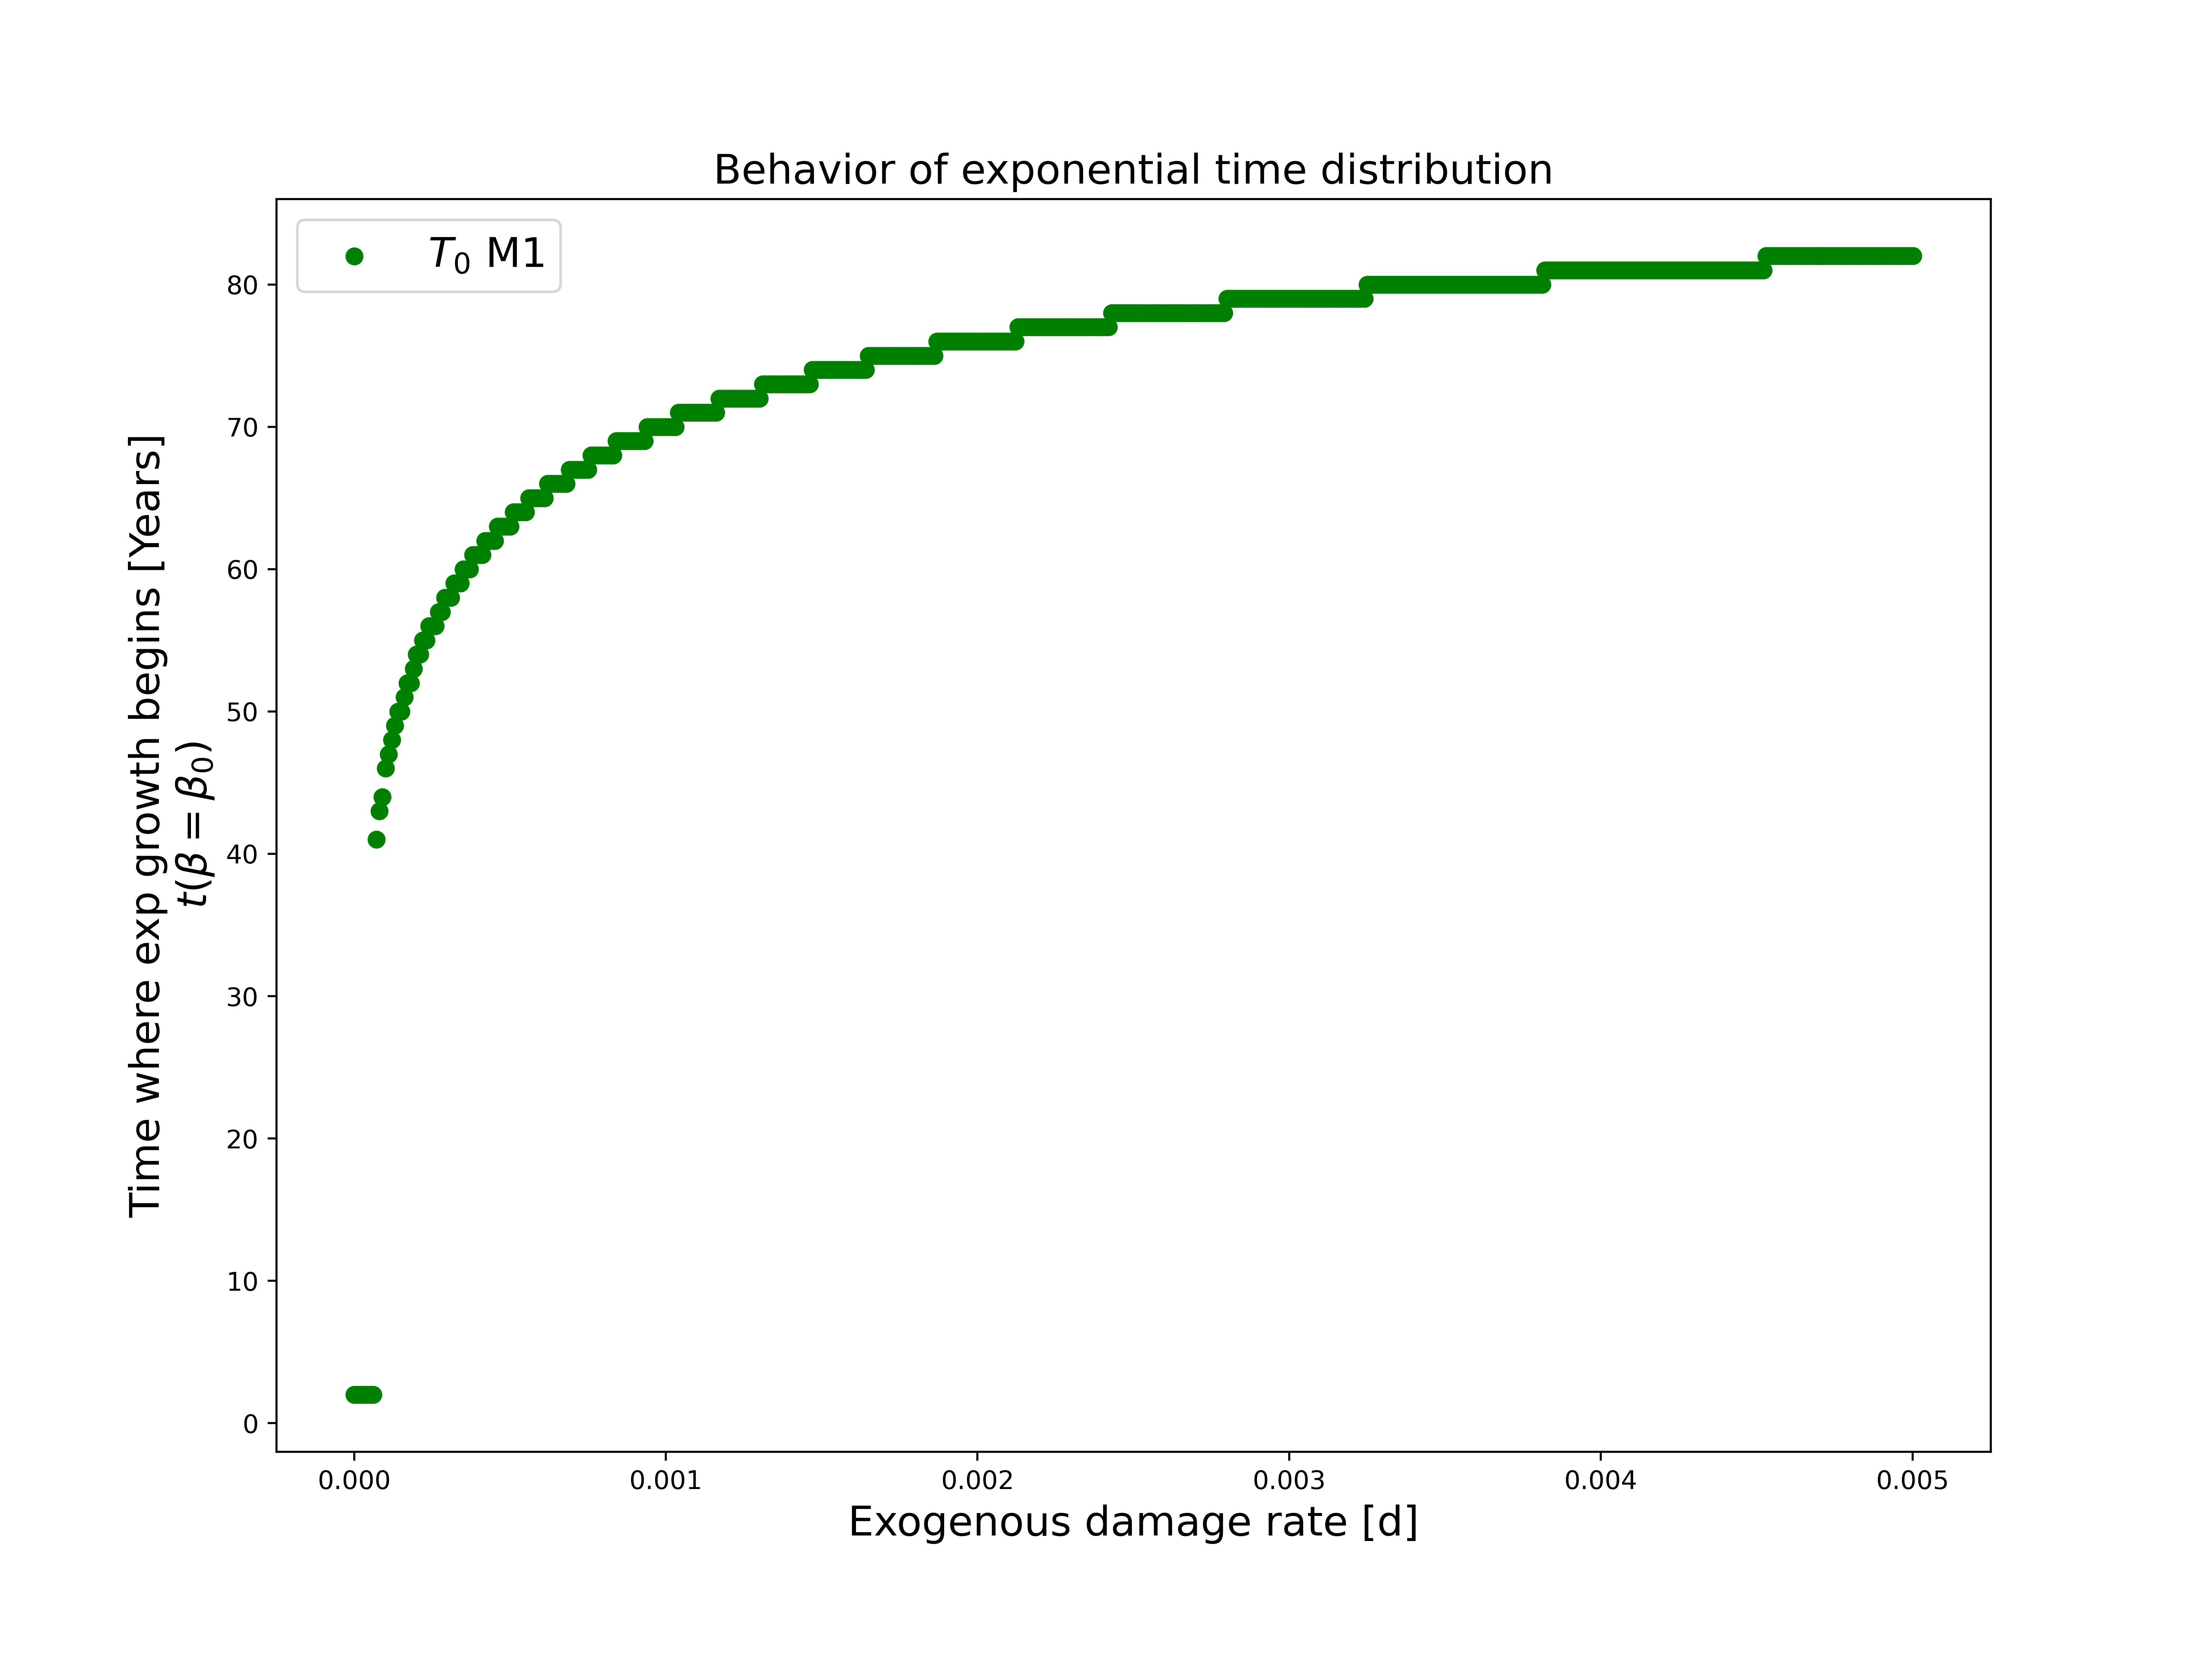 Behavior of exponential time distribution
T₀ M1
Time where exp growth begins [Years]
t(β = β₀)
80
70
60
50
40
30
20
10
0
0.000 0.001 0.002 0.003 0.004 0.005
Exogenous damage rate [d]